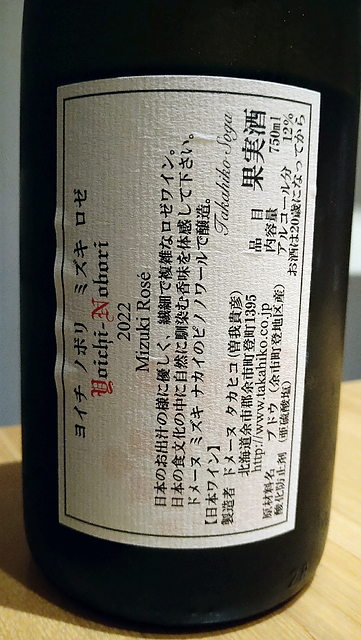 ヨイチ ノボリ ミズキ ロゼ
Yoichi-Nobori
2022
Mizuki Rosé
日本のお出汁の様に優しく、繊細で複雑なロゼワイン。
日本の食文化の中に自然に馴染む香味を体感して下さい。
ドメーヌ ミズキ ナカイのピノノワールで醸造。
Takahiko Soga
【日本ワイン】
製造者 ドメーヌ タカヒコ(曽我貴彦)
北海道余市郡余市町登町1395
http://www.takahiko.co.jp
原材料名 ブドウ(余市町登地区産)
酸化防止剤(亜硫酸塩)
品目 果実酒
内容量 750ml
アルコール分 12%
お酒は20歳になってから